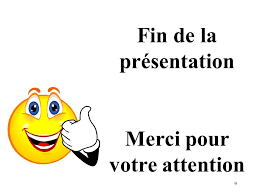 Fin de la
présentation
Merci pour
votre attention